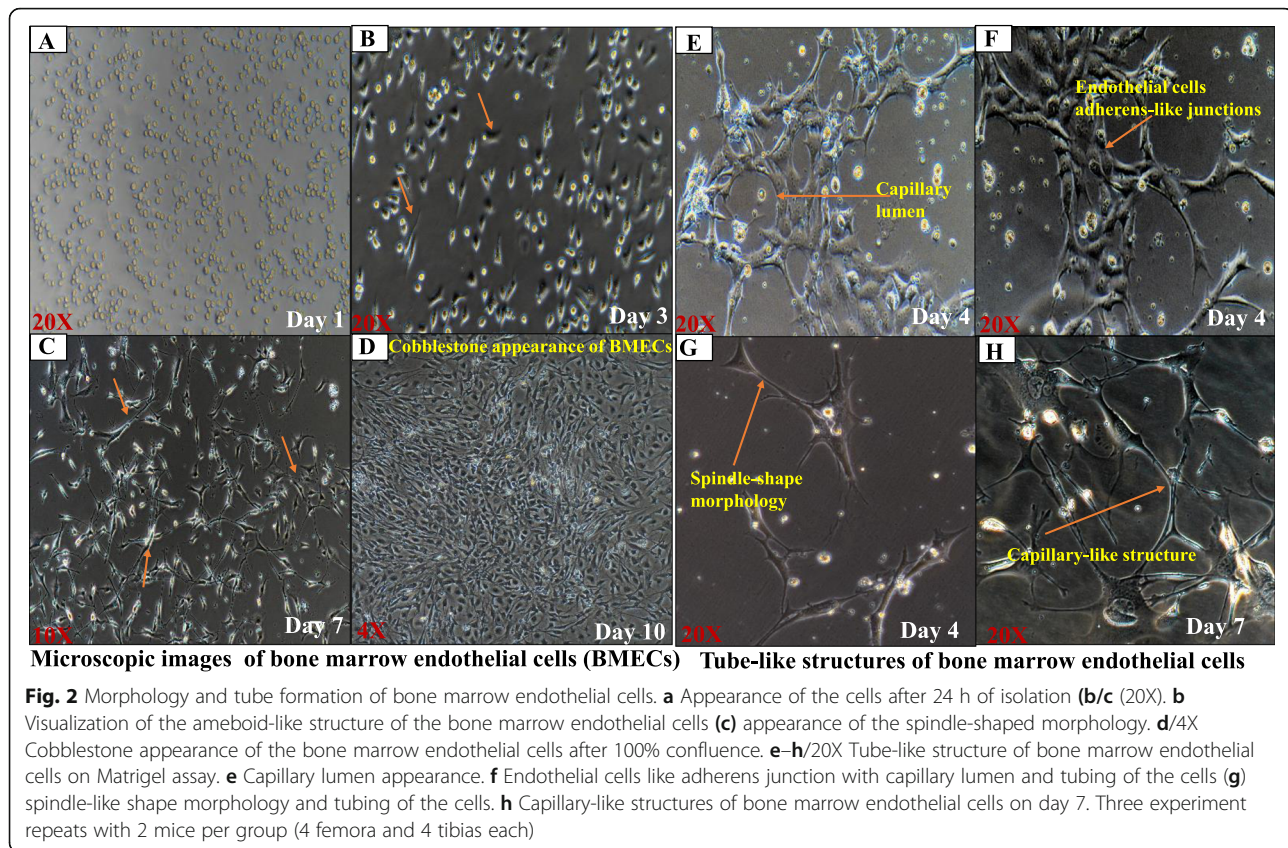 A
20X
Day 1
B
20X
Day 3
C
10X
Day 7
D
Cobblestone appearance of BMECs
4X
Day 10
Microscopic images of bone marrow endothelial cells (BMECs)
E
Capillary
lumen
20X
Day 4
F
Endothelial cells
adherens-like junctions
20X
Day 4
G
Spindle-shape
morphology
20X
Day 4
H
Capillary-like structure
20X
Day 7
Tube-like structures of bone marrow endothelial cells
Fig. 2 Morphology and tube formation of bone marrow endothelial cells. a Appearance of the cells after 24 h of isolation (b/c (20X). b
Visualization of the ameboid-like structure of the bone marrow endothelial cells (c) appearance of the spindle-shaped morphology. d/4X
Cobblestone appearance of the bone marrow endothelial cells after 100% confluence. e–h/20X Tube-like structure of bone marrow endothelial
cells on Matrigel assay. e Capillary lumen appearance. f Endothelial cells like adherens junction with capillary lumen and tubing of the cells (g)
spindle-like shape morphology and tubing of the cells. h Capillary-like structures of bone marrow endothelial cells on day 7. Three experiment
repeats with 2 mice per group (4 femora and 4 tibias each)